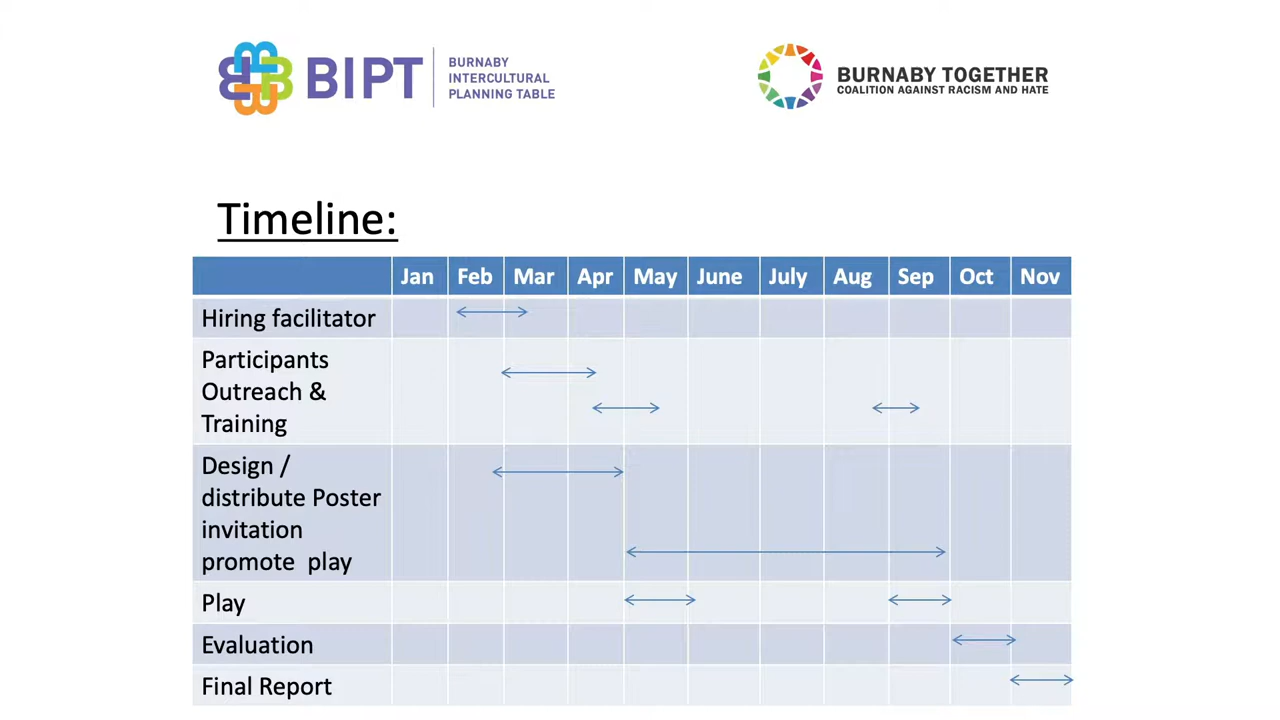 BIPT
BURNABY
INTERCULTURAL
PLANNING TABLE
BURNABY TOGETHER
COALITION AGAINST RACISM AND HATE
Timeline:
Jan Feb Mar Apr May June July Aug Sep Oct Nov
Hiring facilitator
Participants
Outreach &
Training
Design /
distribute Poster
invitation
promote play
Play
Evaluation
Final Report